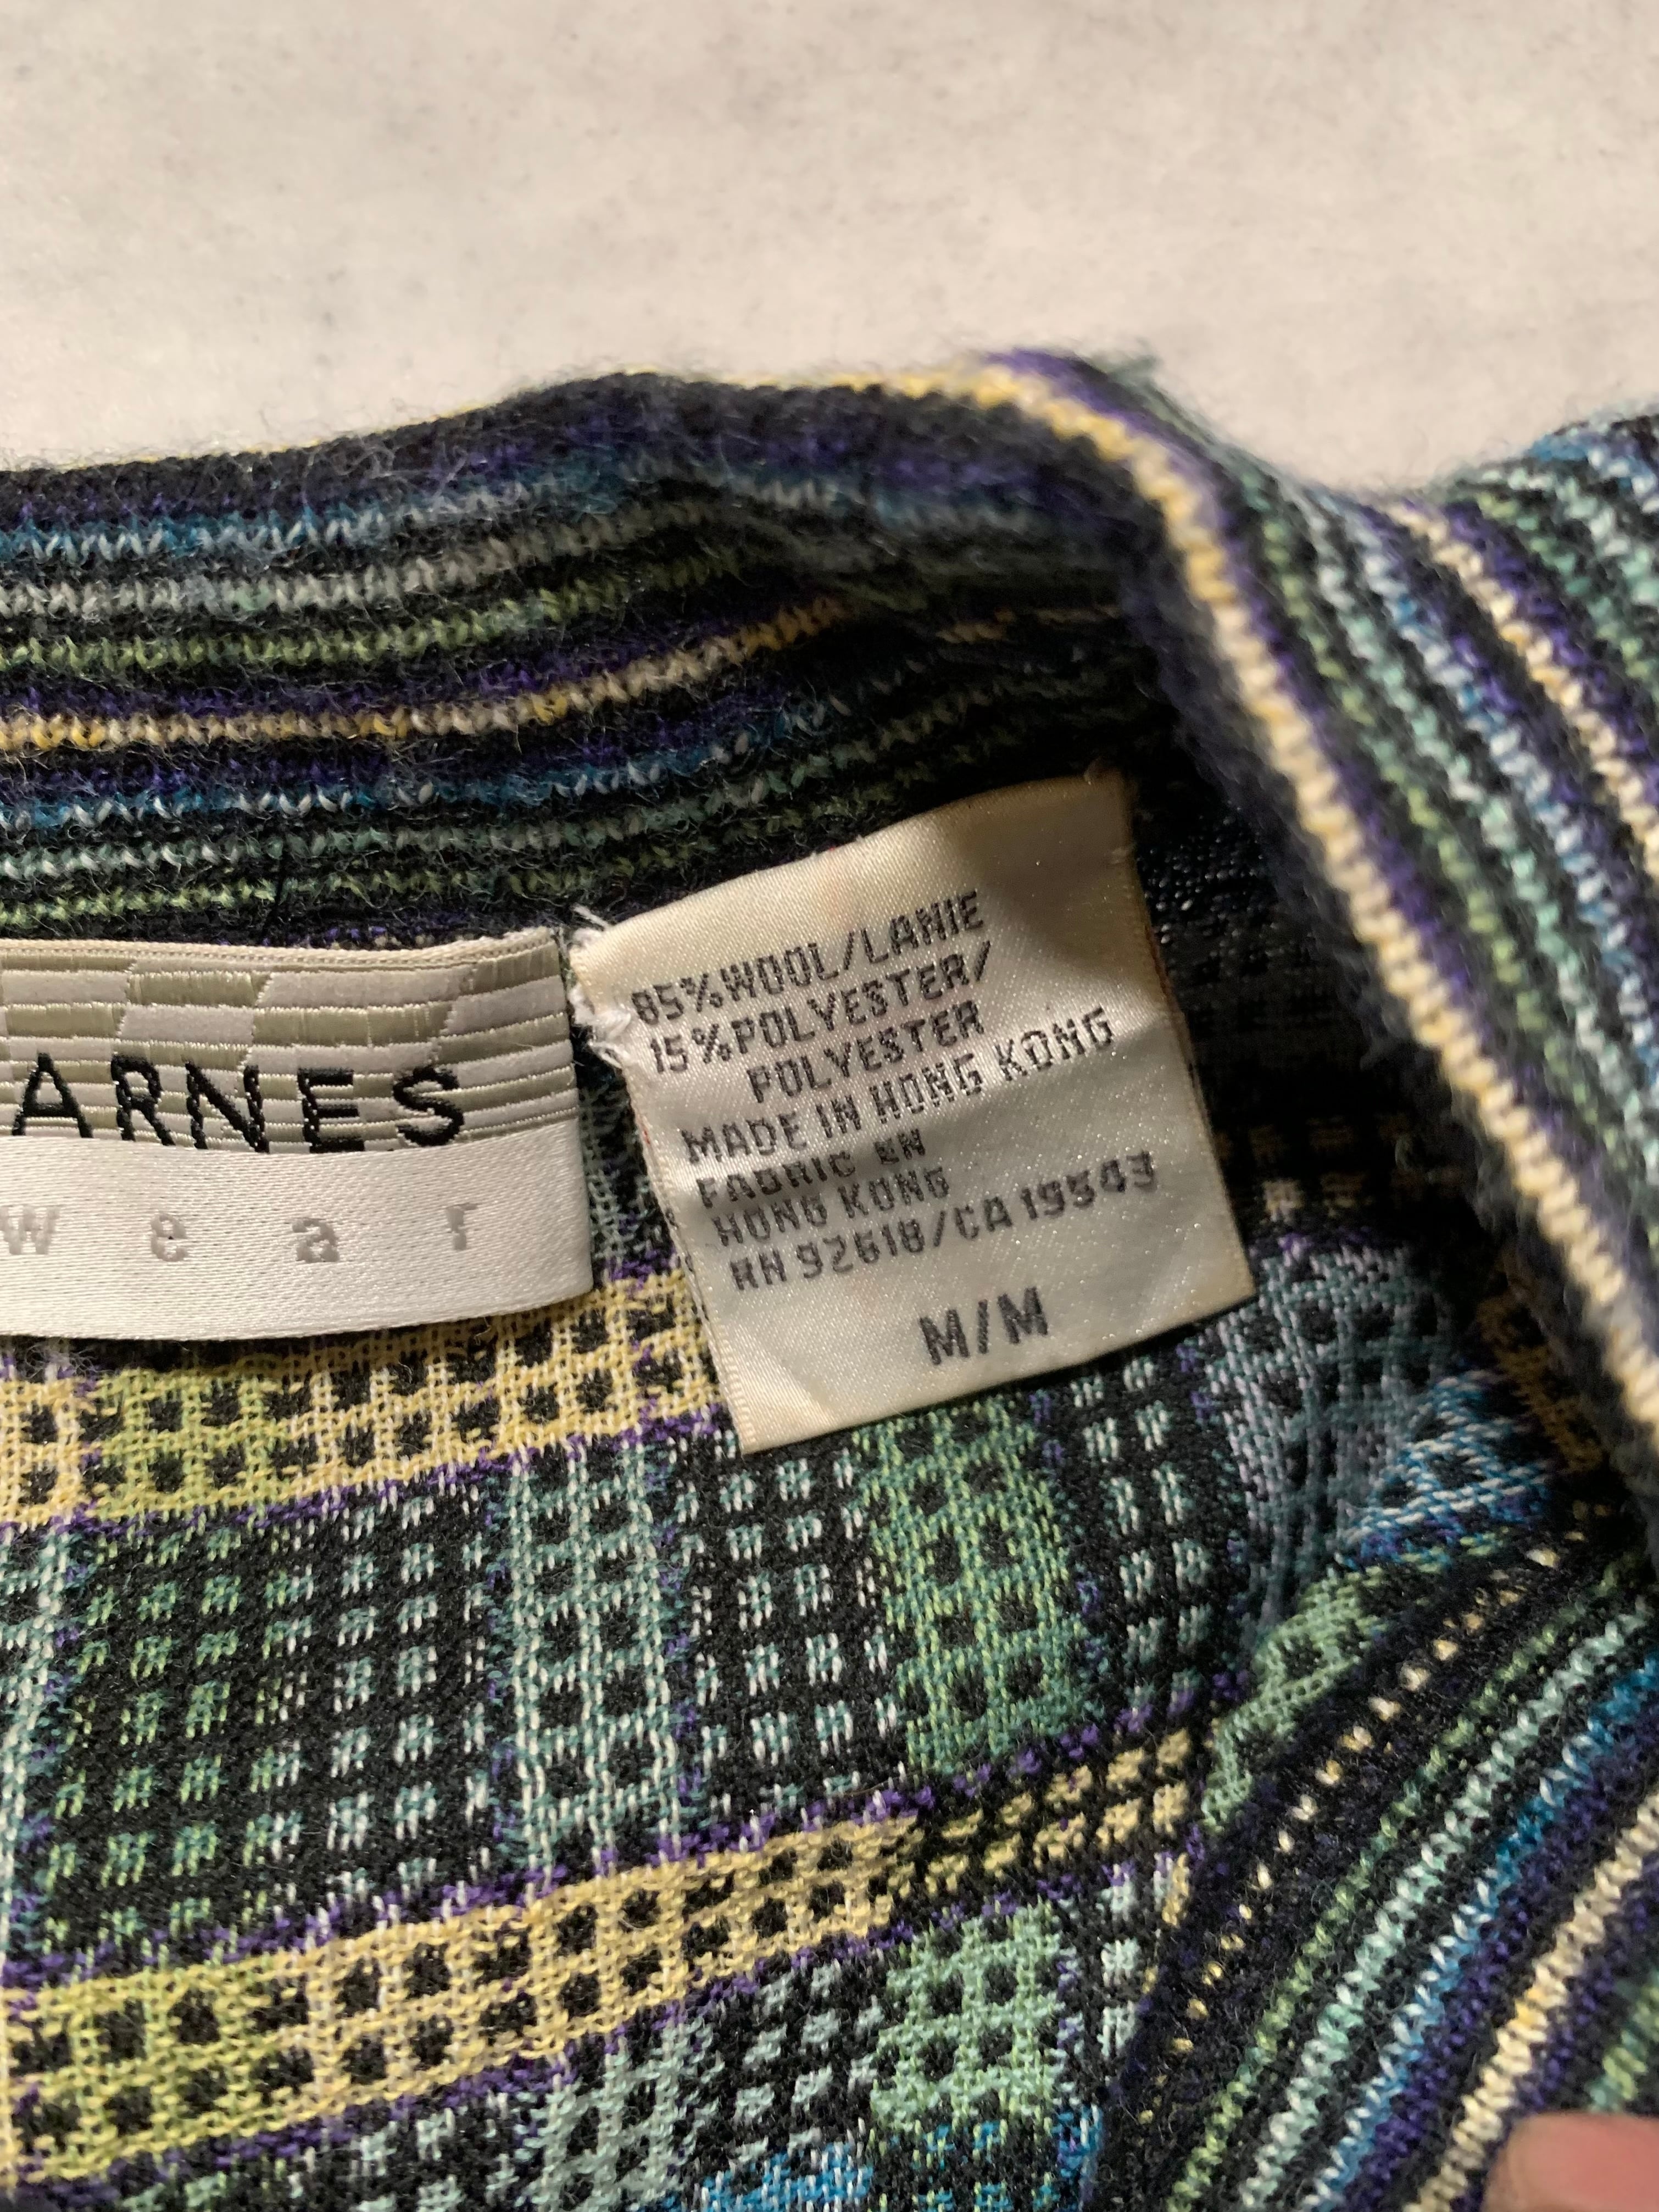 ARNES
wear
85%WOOL/LANIE
15%POLYESTER/
POLYESTER
MADE IN HONG KONG
FABRIC EN
HONG KONG
RN 92618/CA 19543
M/M